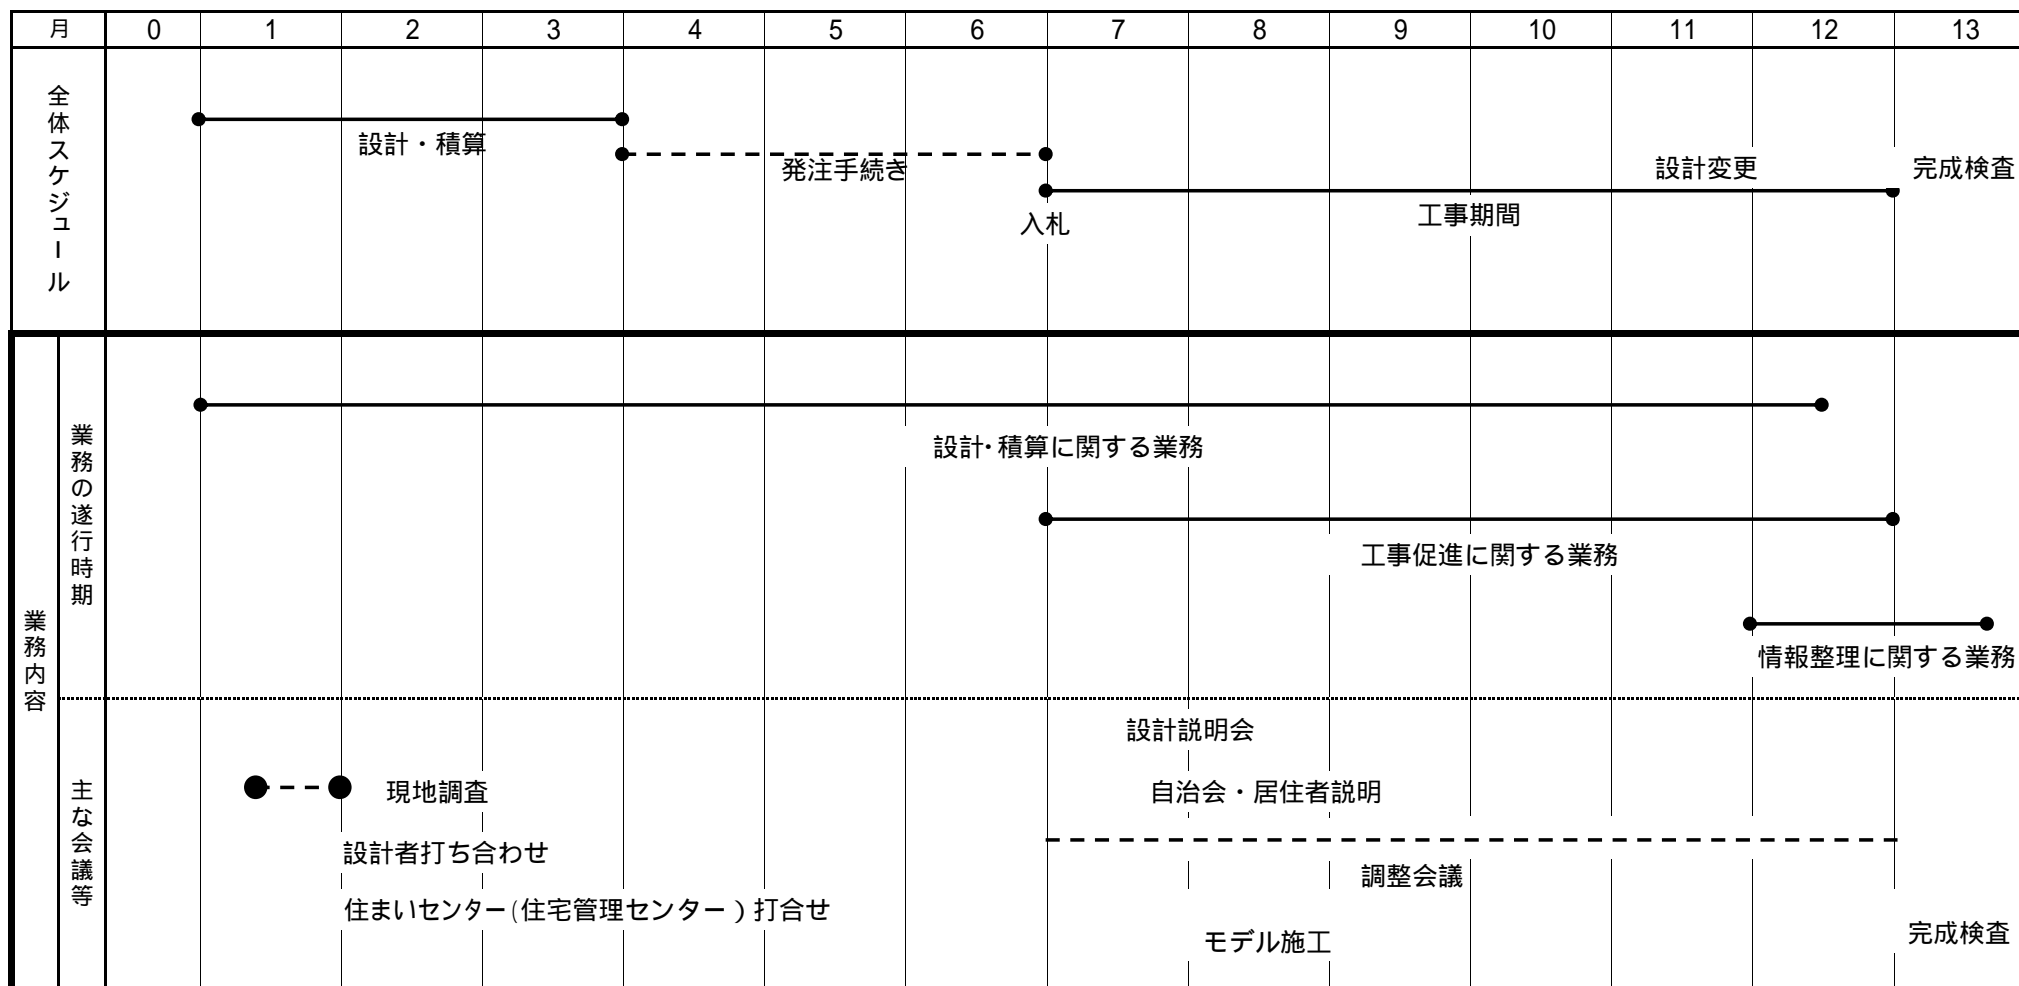 月 0 1 2 3 4 5 6 7 8 9 10 11 12 13
全体スケジュール
設計・積算
発注手続き
設計変更
完成検査
入札
工事期間
業務内容
業務の遂行時期
設計・積算に関する業務
工事促進に関する業務
情報整理に関する業務
主な会議等
設計説明会
現地調査
自治会・居住者説明
設計者打ち合わせ
調整会議
住まいセンター(住宅管理センター)打合せ
モデル施工
完成検査